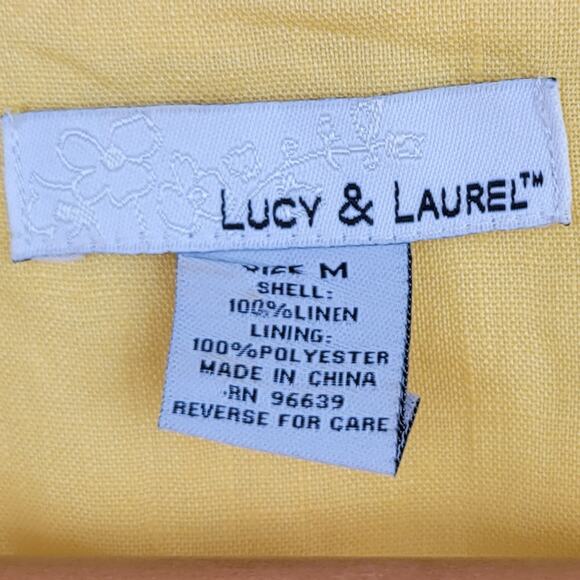 LUCY & LAUREL™
SIZE M
SHELL:
100%LINEN
LINING:
100%POLYESTER
MADE IN CHINA
RN 96639
REVERSE FOR CARE